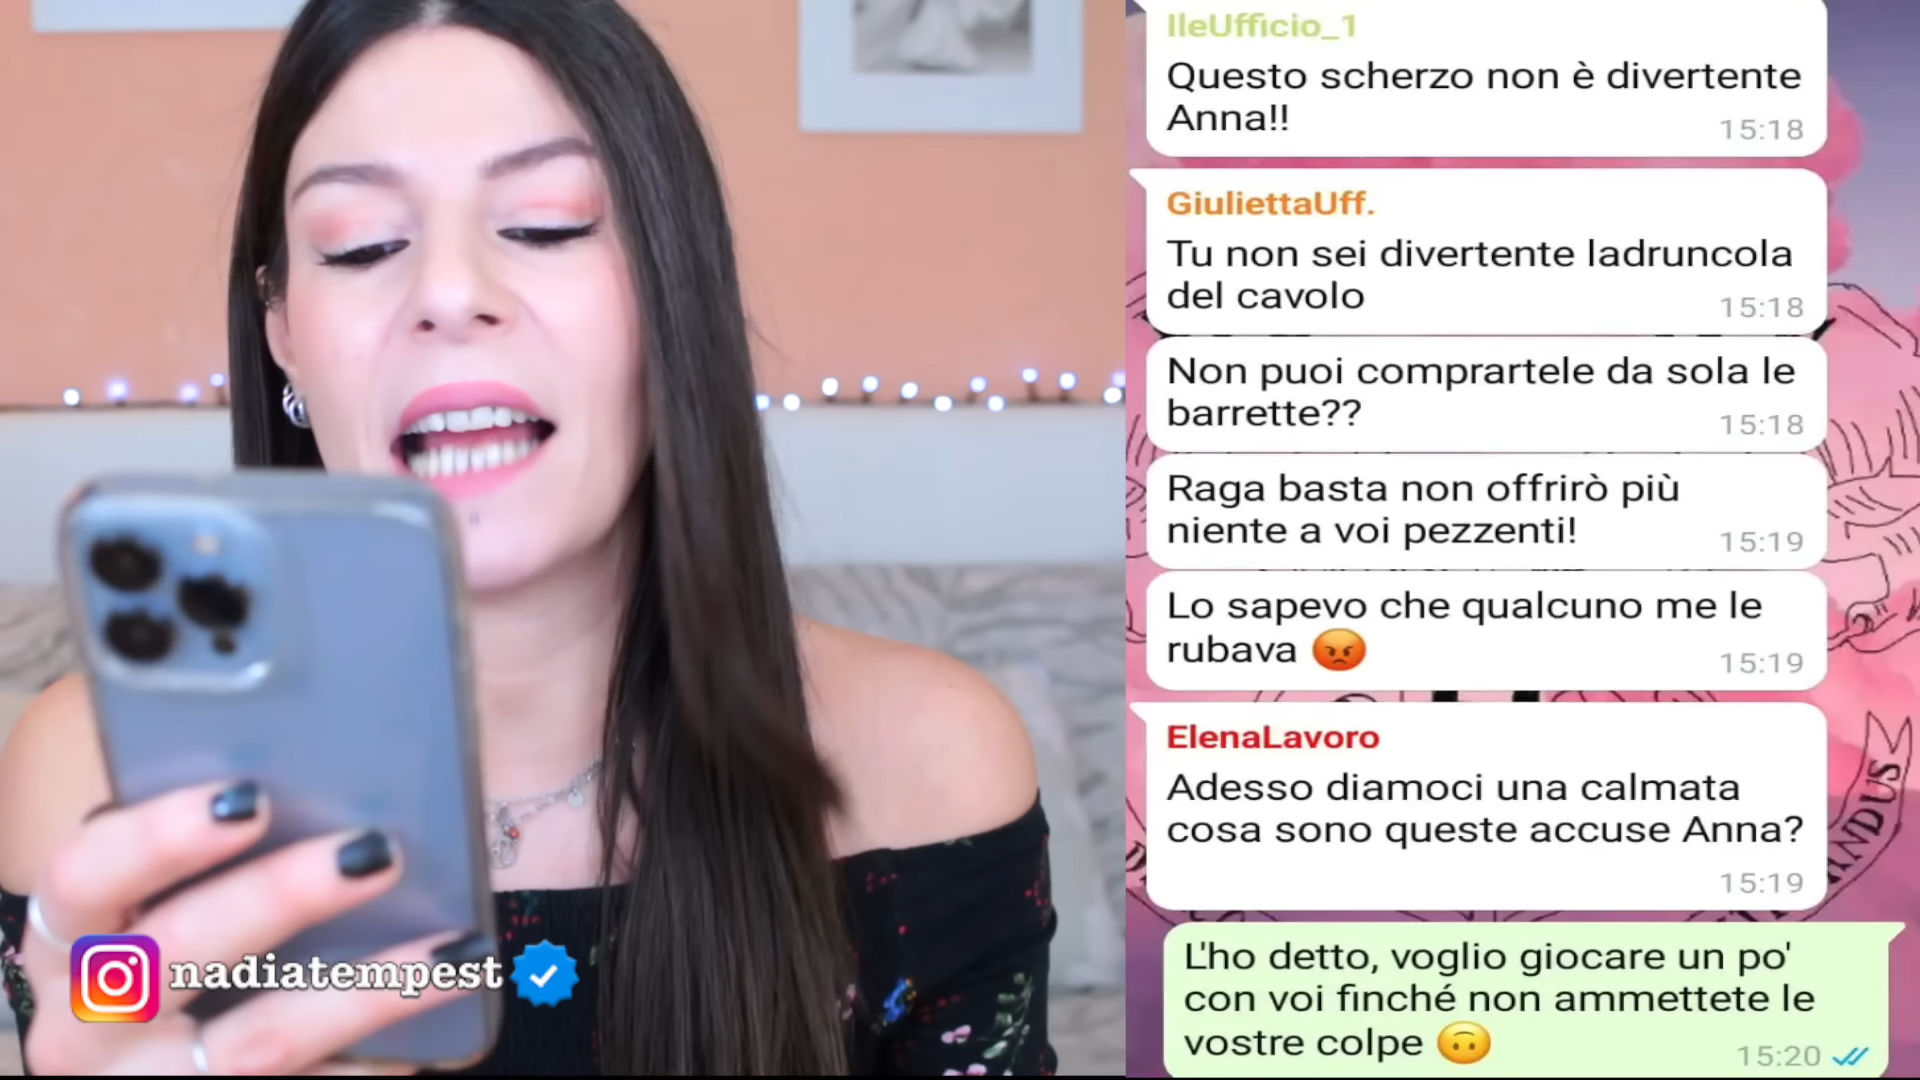 IleUfficio_1
Questo scherzo non è divertente
Anna!!
15:18
GiuliettaUff.
Tu non sei divertente ladruncola
del cavolo
15:18
Non puoi comprartele da sola le
barrette??
15:18
Raga basta non offrirò più
niente a voi pezzenti!
15:19
Lo sapevo che qualcuno me le
rubava 😡
15:19
ElenaLavoro
Adesso diamoci una calmata
cosa sono queste accuse Anna?
15:19
L'ho detto, voglio giocare un po'
con voi finché non ammettete le
vostre colpe 🙃
15:20
nadiatempest